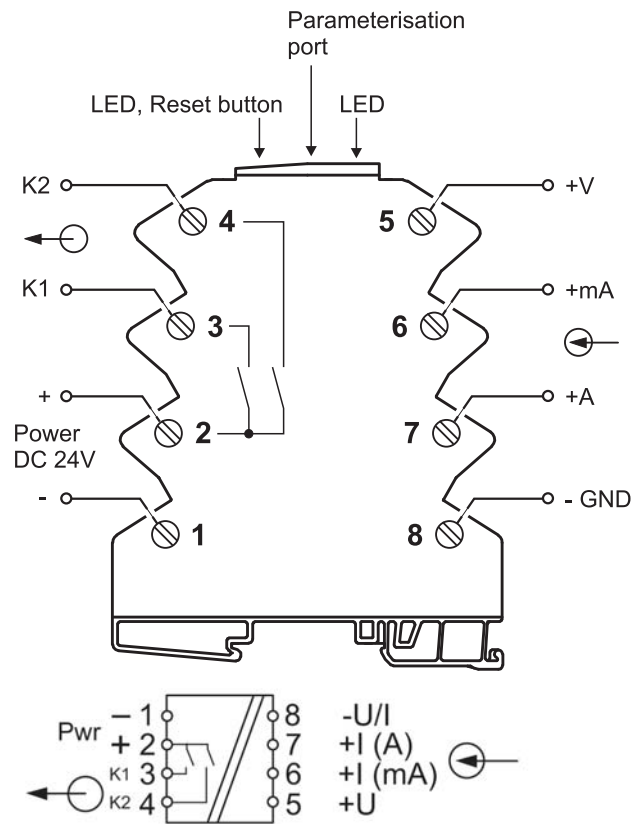 Parameterisation
port
LED, Reset button LED
K2 4 5 +V
K1 3 6 +mA
+ 2 7 +A
Power
DC 24V
- 1 8 - GND
Pwr – 1 8 -U/I
+ 2 7 +I (A)
K1 3 6 +I (mA)
K2 4 5 +U